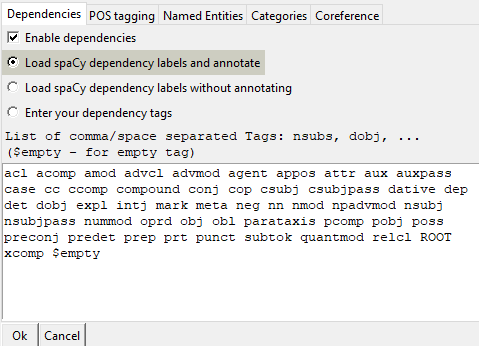 Dependencies POS tagging Named Entities Categories Coreference
Enable dependencies
Load spaCy dependency labels and annotate
Load spaCy dependency labels without annotating
Enter your dependency tags
List of comma/space separated Tags: nsubs, dobj, ...
($empty - for empty tag)
acl acomp amod advcl advmod agent appos attr aux auxpass
case cc ccomp compound conj cop csubj csubjpass dative dep
det dobj expl intj mark meta neg nn nmod npadvmod nsubj
nsubjpass nummod oprd obj obl parataxis pcomp pobj poss
preconj predet prep prt punct subtok quantmod relcl ROOT
xcomp $empty
Ok Cancel